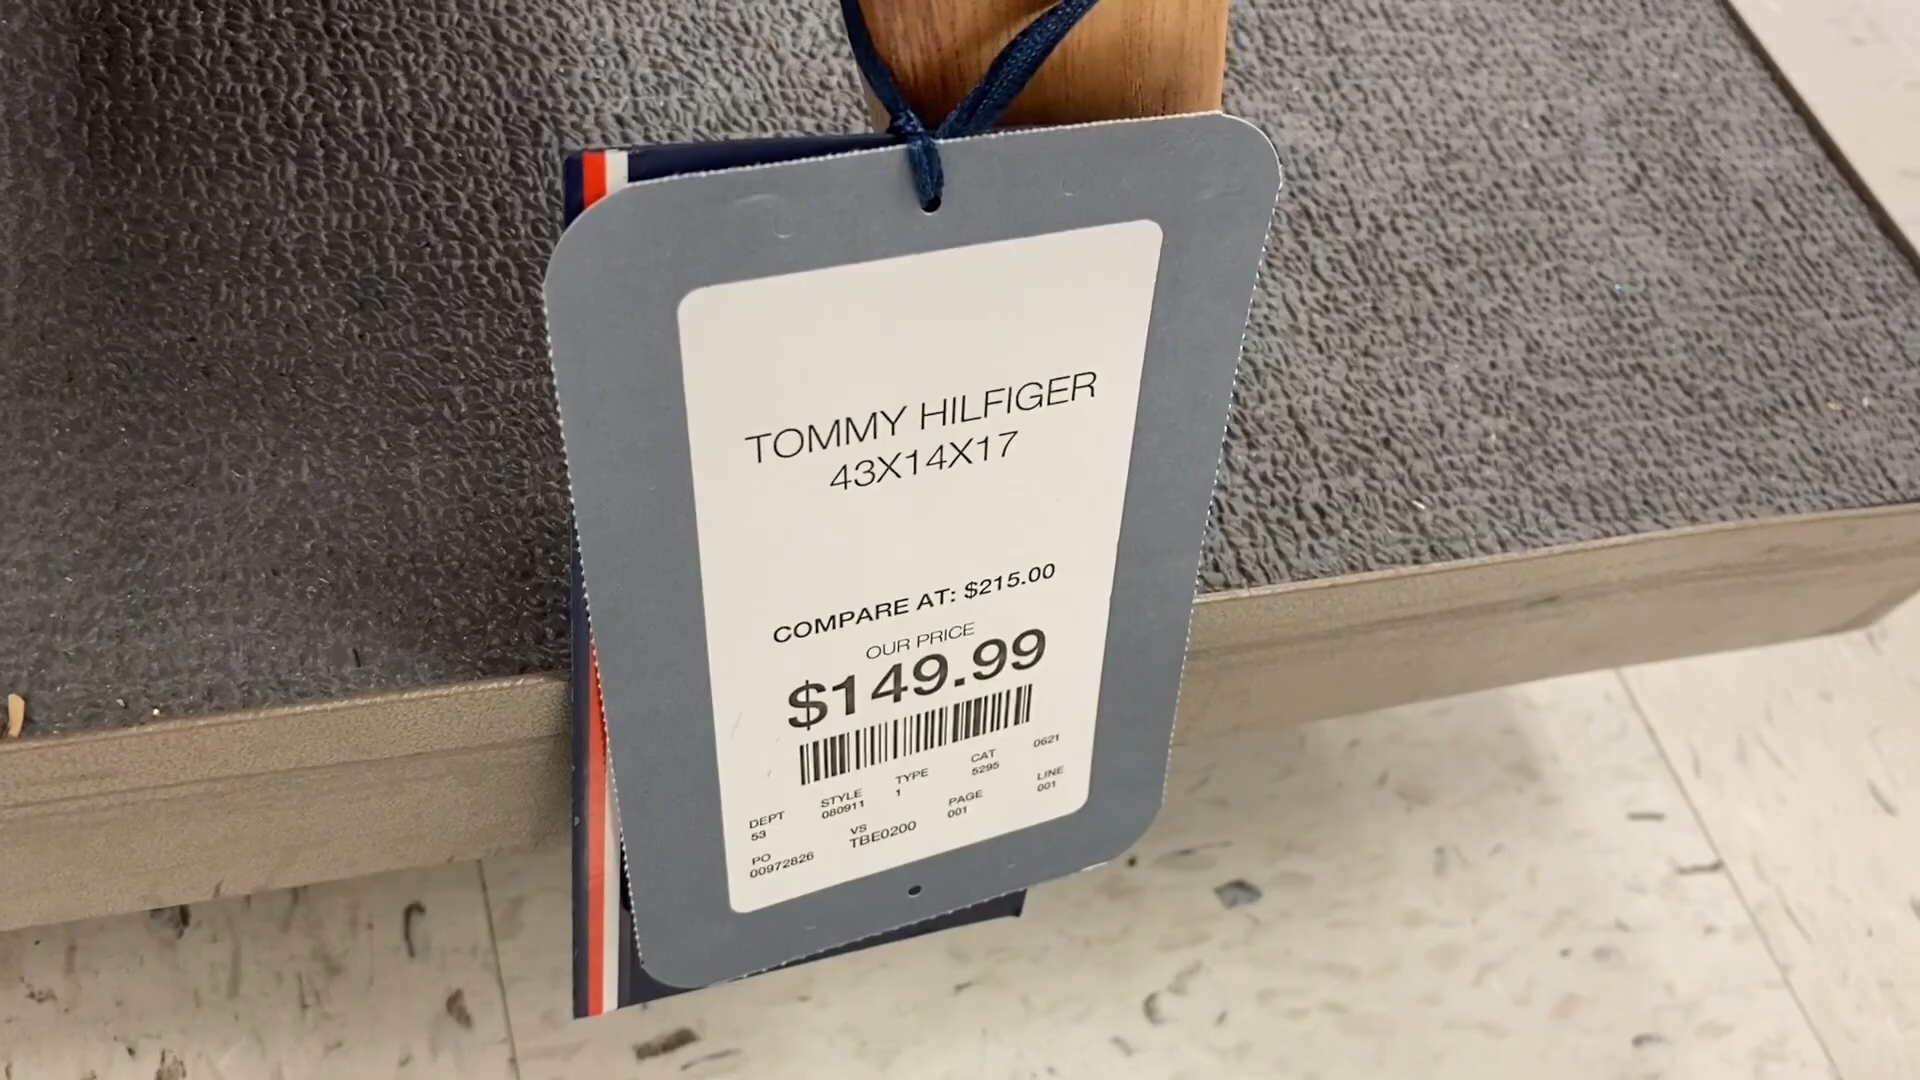 TOMMY HILFIGER
43X14X17
COMPARE AT: $215.00
OUR PRICE
$149.99
DEPT STYLE TYPE CAT 0621
53 080911 1 5295
PO VS PAGE LINE
00972826 TBE0200 001 001